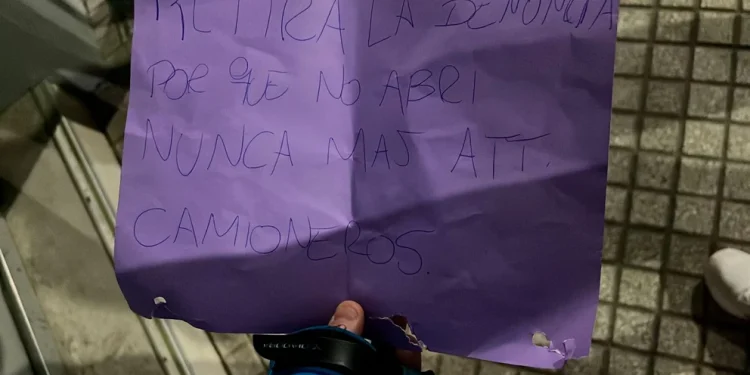 RETIRA LA DENUNCIA
POR QUE NO ABRI
NUNCA MAS ATT.
CAMIONEROS.